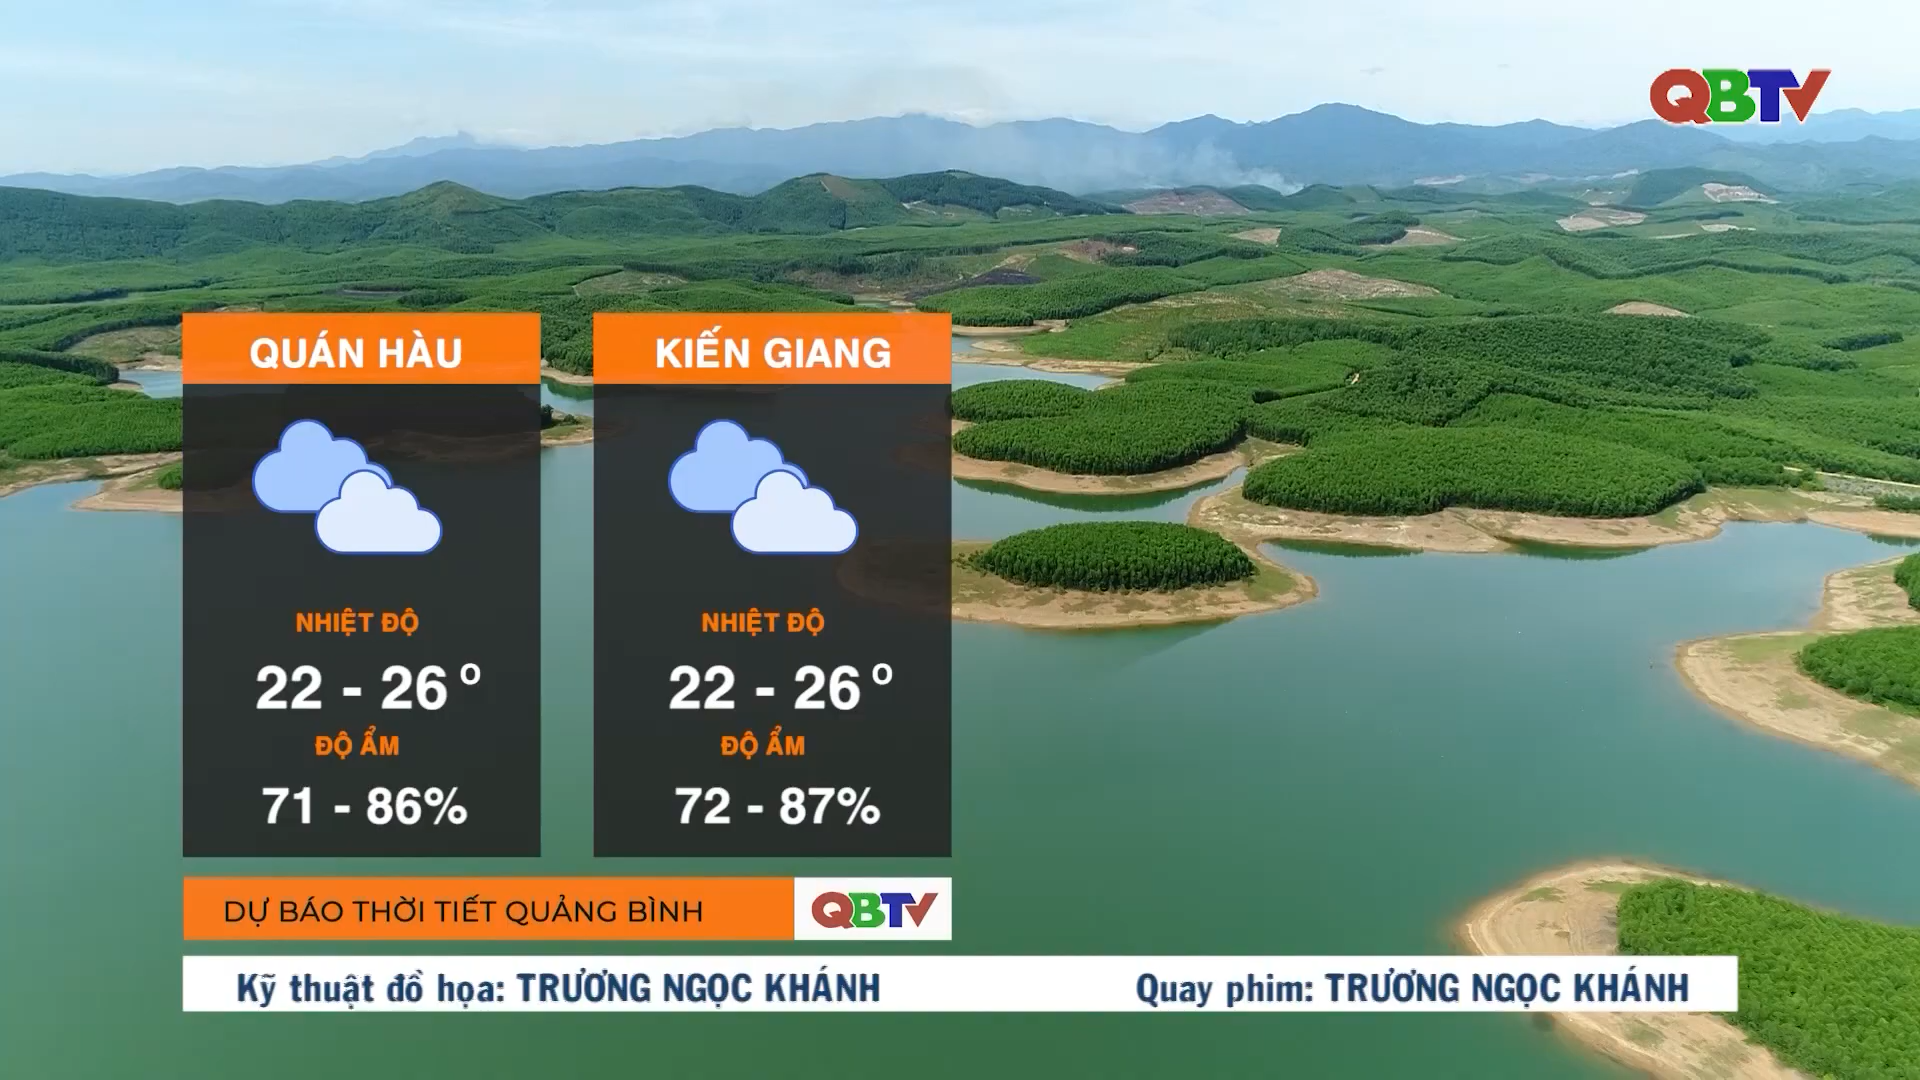 QBTV
QUÁN HÀU
NHIỆT ĐỘ
22 - 26°
ĐỘ ẨM
71 - 86%
KIẾN GIANG
NHIỆT ĐỘ
22 - 26°
ĐỘ ẨM
72 - 87%
DỰ BÁO THỜI TIẾT QUẢNG BÌNH
QBTV
Kỹ thuật đồ họa: TRƯƠNG NGỌC KHÁNH
Quay phim: TRƯƠNG NGỌC KHÁNH